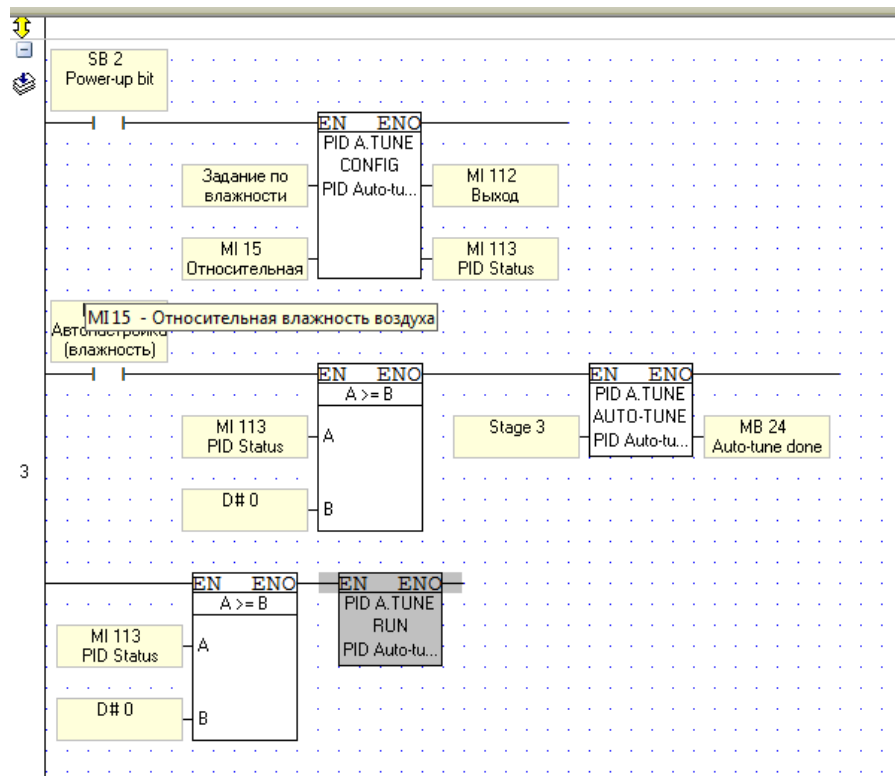 SB 2
Power-up bit
EN ENO
PID A.TUNE
CONFIG
PID Auto-tu...
Задание по
влажности
MI 112
Выход
MI 15
Относительная
MI 113
PID Status
MI15 - Относительная влажность воздуха
Автонастройка
(влажность)
EN ENO
A >= B
MI 113
PID Status
A
D# 0
B
Stage 3
EN ENO
PID A.TUNE
AUTO-TUNE
PID Auto-tu...
MB 24
Auto-tune done
3
EN ENO
A >= B
MI 113
PID Status
A
D# 0
B
EN ENO
PID A.TUNE
RUN
PID Auto-tu...